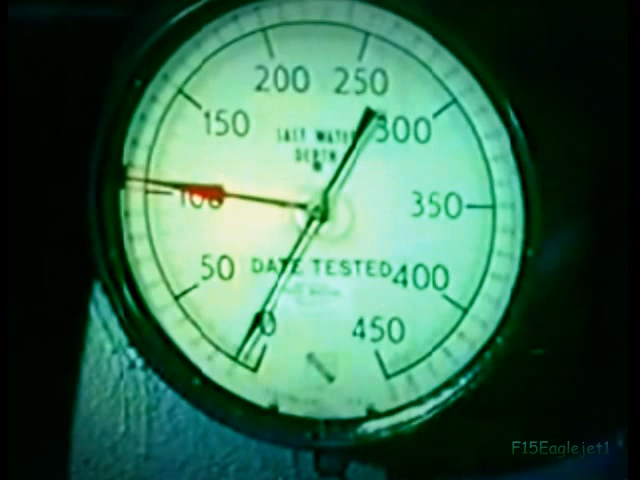 200 250
150 300
SALT WATER
DEPTH
M
100 350
50 DATE TESTED 400
0 450
F15Eaglejet1